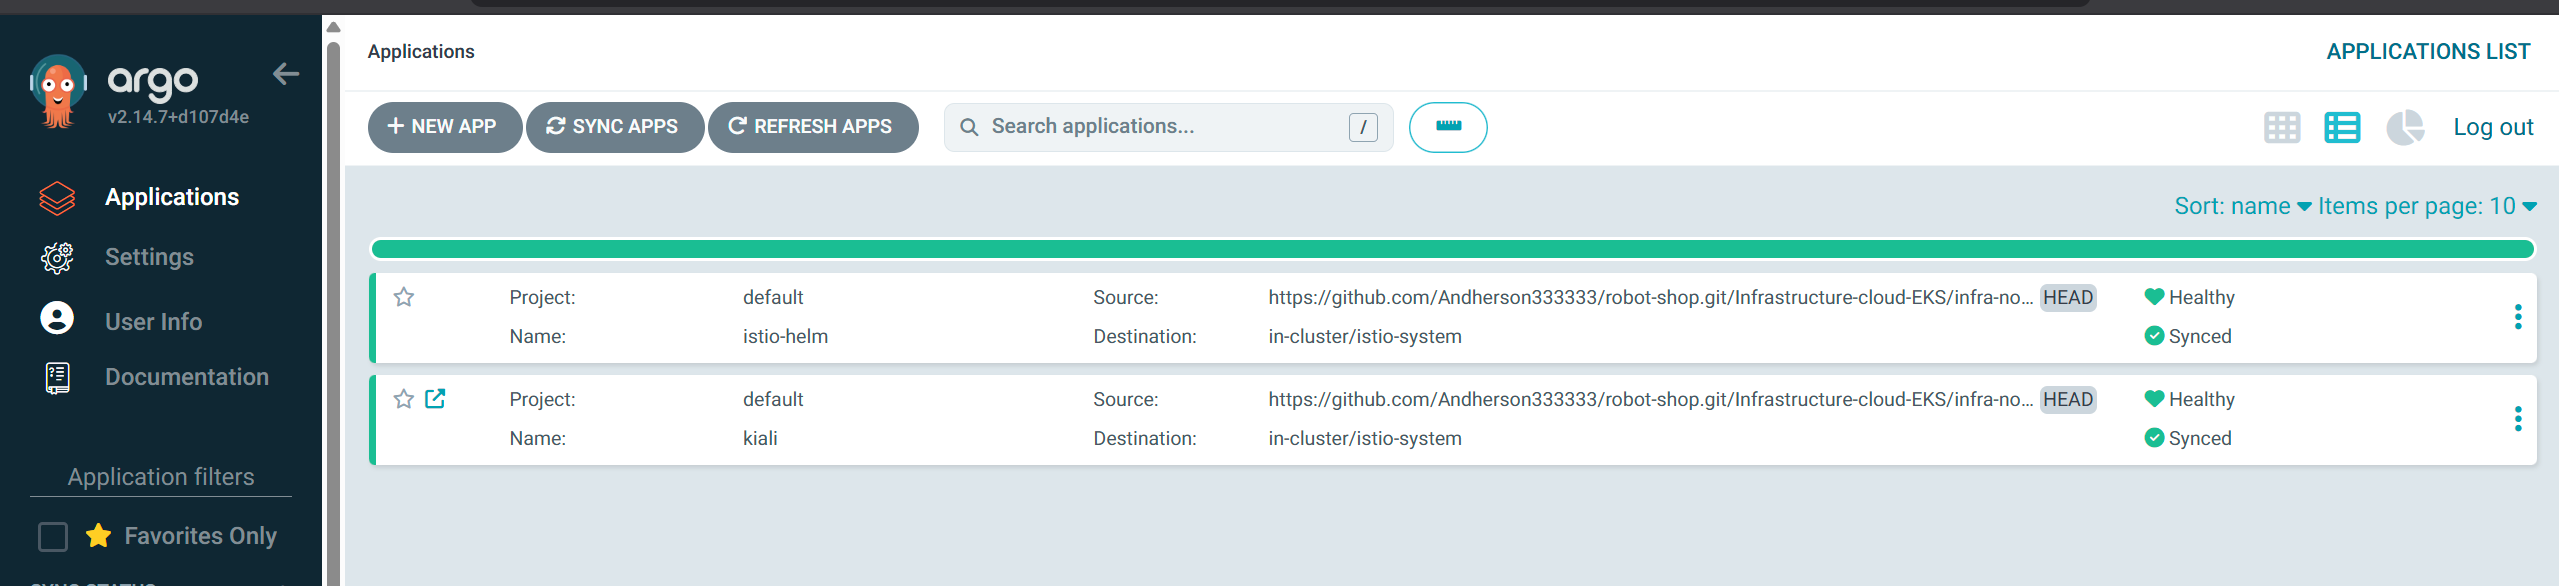 argo
v2.14.7+d107d4e
Applications
Settings
User Info
Documentation
Application filters
Favorites Only
Applications
APPLICATIONS LIST
NEW APP
SYNC APPS
REFRESH APPS
Search applications...
/
Log out
Sort: name
Items per page: 10
Project: default
Source: https://github.com/Andherson333333/robot-shop.git/Infrastructure-cloud-EKS/infra-no... HEAD
Healthy
Name: istio-helm
Destination: in-cluster/istio-system
Synced
Project: default
Source: https://github.com/Andherson333333/robot-shop.git/Infrastructure-cloud-EKS/infra-no... HEAD
Healthy
Name: kiali
Destination: in-cluster/istio-system
Synced